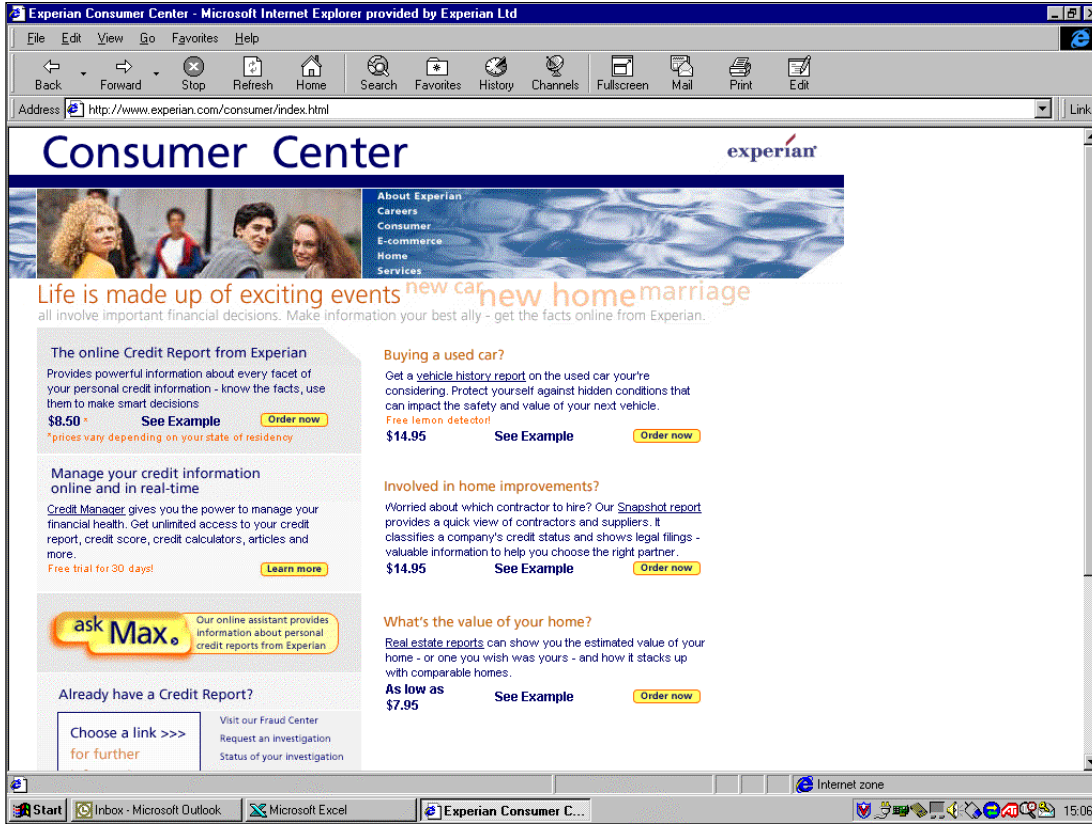 Experian Consumer Center - Microsoft Internet Explorer provided by Experian Ltd
File Edit View Go Favorites Help
Back Forward Stop Refresh Home Search Favorites History Channels Fullscreen Mail Print Edit
Address http://www.experian.com/consumer/index.html Link
Consumer Center
experian
About Experian
Careers
Consumer
E-commerce
Home
Services
Life is made up of exciting events new car new home marriage
all involve important financial decisions. Make information your best ally - get the facts online from Experian.
The online Credit Report from Experian
Provides powerful information about every facet of
your personal credit information - know the facts, use
them to make smart decisions
$8.50 * See Example Order now
*prices vary depending on your state of residency
Manage your credit information
online and in real-time
Credit Manager gives you the power to manage your
financial health. Get unlimited access to your credit
report, credit score, credit calculators, articles and
more.
Free trial for 30 days! Learn more
ask Max.
Our online assistant provides
information about personal
credit reports from Experian
Already have a Credit Report?
Choose a link >>>
for further
Visit our Fraud Center
Request an investigation
Status of your investigation
Buying a used car?
Get a vehicle history report on the used car your're
considering. Protect yourself against hidden conditions that
can impact the safety and value of your next vehicle.
Free lemon detector!
$14.95 See Example Order now
Involved in home improvements?
Worried about which contractor to hire? Our Snapshot report
provides a quick view of contractors and suppliers. It
classifies a company's credit status and shows legal filings -
valuable information to help you choose the right partner.
$14.95 See Example Order now
What's the value of your home?
Real estate reports can show you the estimated value of your
home - or one you wish was yours - and how it stacks up
with comparable homes.
As low as
$7.95 See Example Order now
Internet zone
Start Inbox - Microsoft Outlook Microsoft Excel Experian Consumer C... 15:06